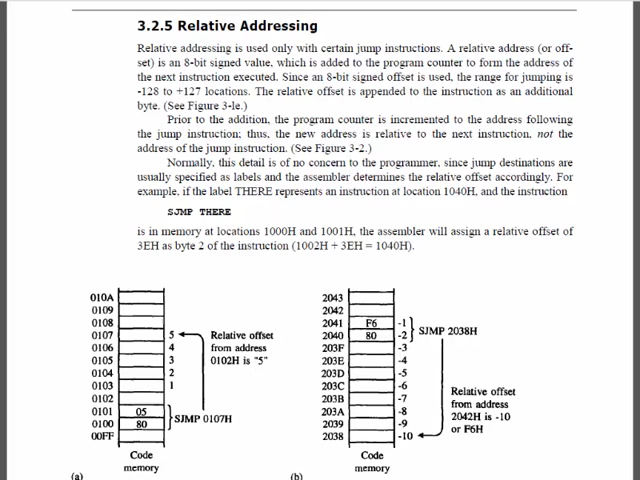 3.2.5 Relative Addressing
Relative addressing is used only with certain jump instructions. A relative address (or off-
set) is an 8-bit signed value, which is added to the program counter to form the address of
the next instruction executed. Since an 8-bit signed offset is used, the range for jumping is
-128 to +127 locations. The relative offset is appended to the instruction as an additional
byte. (See Figure 3-le.)
Prior to the addition, the program counter is incremented to the address following
the jump instruction; thus, the new address is relative to the next instruction, not the
address of the jump instruction. (See Figure 3-2.)
Normally, this detail is of no concern to the programmer, since jump destinations are
usually specified as labels and the assembler determines the relative offset accordingly. For
example, if the label THERE represents an instruction at location 1040H, and the instruction
SJMP THERE
is in memory at locations 1000H and 1001H, the assembler will assign a relative offset of
3EH as byte 2 of the instruction (1002H + 3EH = 1040H).
010A
0109
0108
0107 5
0106 4
0105 3
0104 2
0103 1
0102
0101 05
0100 80
00FF
Relative offset
from address
0102H is "5"
SJMP 0107H
Code
memory
(a)
2043
2042
2041 F6 -1
2040 80 -2
203F -3
203E -4
203D -5
203C -6
203B -7
203A -8
2039 -9
2038 -10
SJMP 2038H
Relative offset
from address
2042H is -10
or F6H
Code
memory
(b)